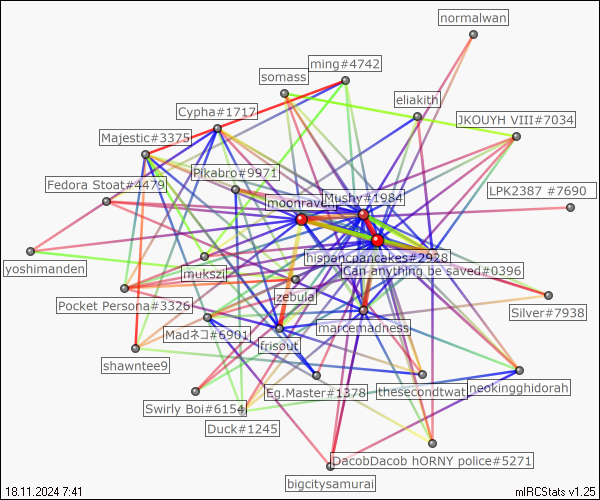 normalwan
ming#4742
somass
eliakith
Cypha#1717
JKOUYH VIII#7034
Majestic#3375
Pikabro#9971
Fedora Stoat#4479
Mushy#1984
LPK2387 #7690
moonraven
hispancpancakes#2928
yoshimanden
mukszi
Can anything be saved#0396
zebula
Pocket Persona#3326
Silver#7938
marcemadness
Madネコ#6901
frisout
shawntee9
neokingghidorah
Eg.Master#1378
thesecondtwat
Swirly Boi#6154
Duck#1245
DacobDacob hORNY police#5271
bigcitysamurai
18.11.2024 7:41
mIRCStats v1.25